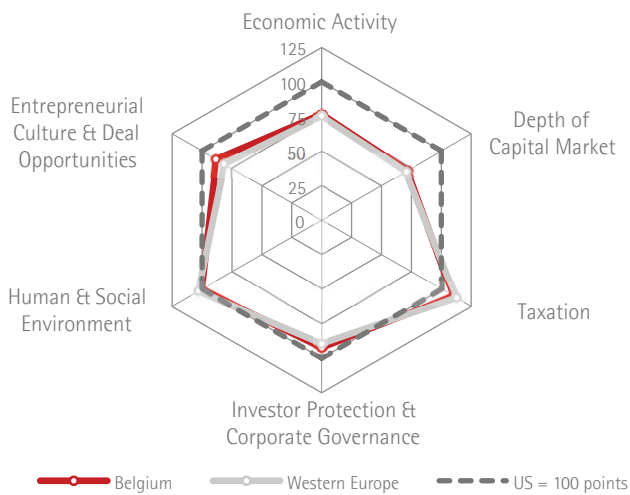 Economic Activity
125
100
75
50
25
0
Entrepreneurial
Culture & Deal
Opportunities
Depth of
Capital Market
Human & Social
Environment
Taxation
Investor Protection &
Corporate Governance
Belgium
Western Europe
US = 100 points